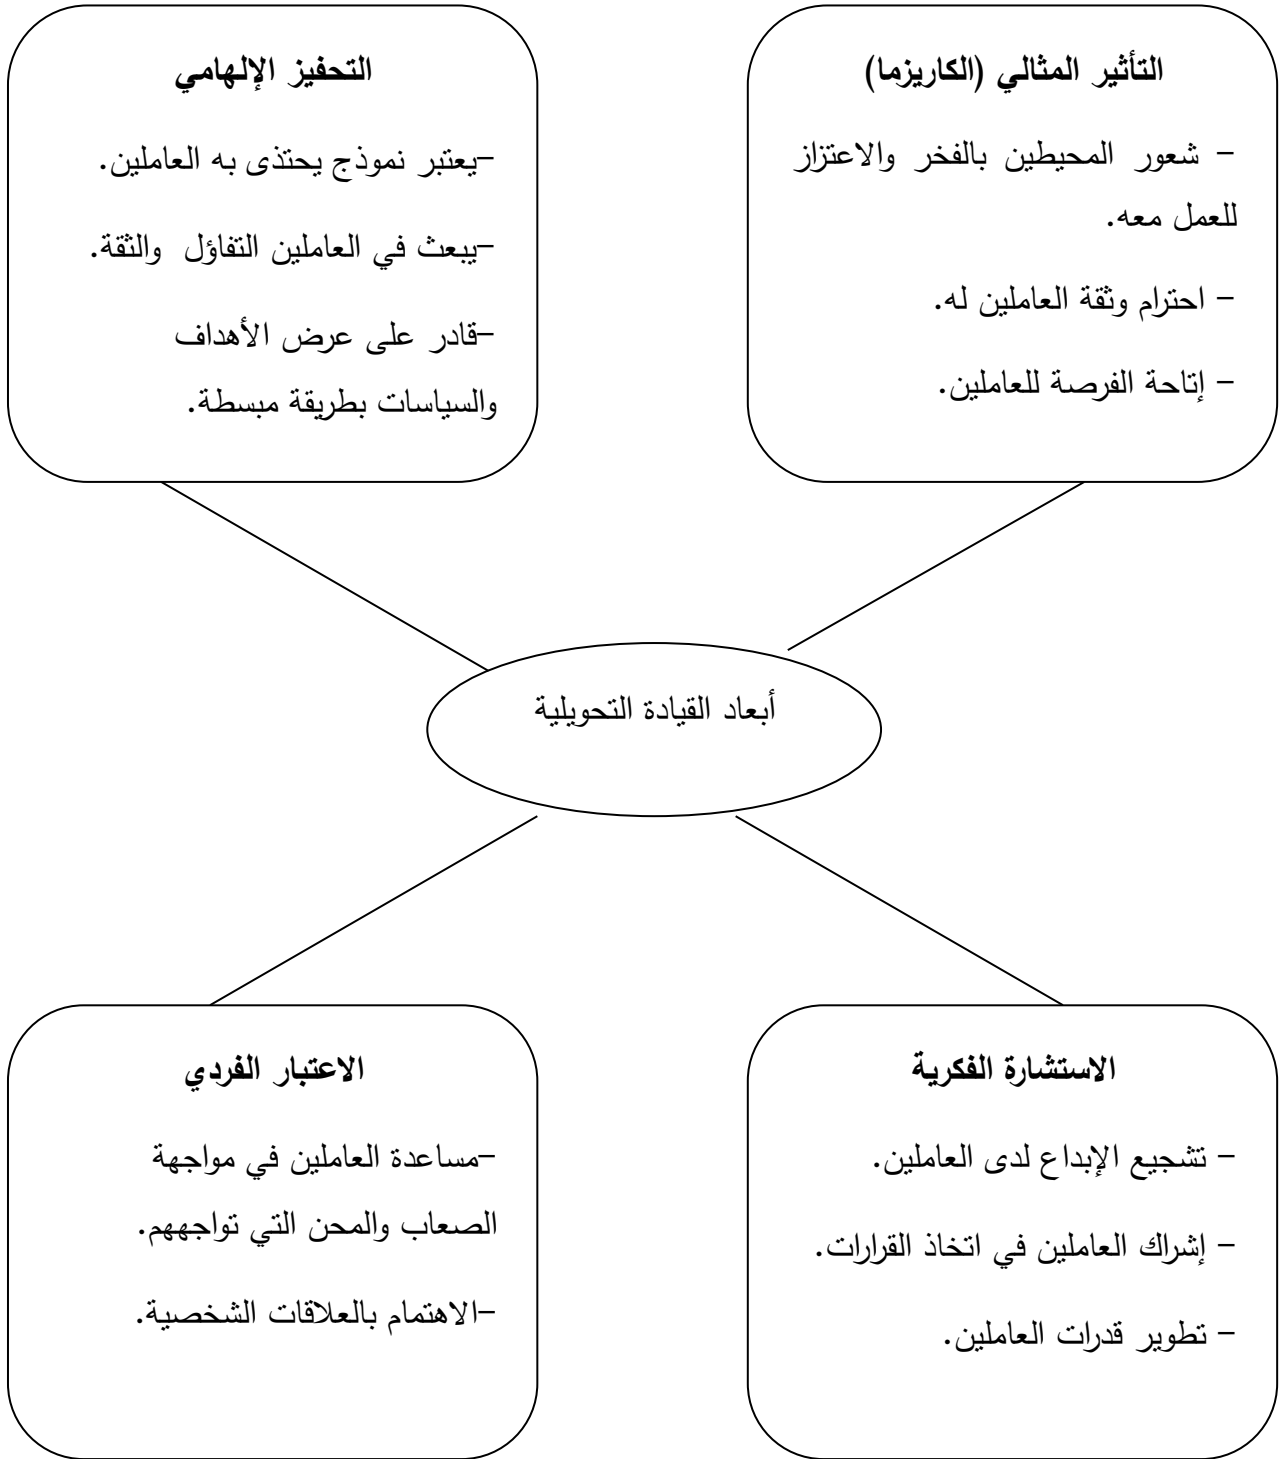 التأثير المثالي (الكاريزما)
– شعور المحيطين بالفخر والاعتزاز
للعمل معه.
– احترام وثقة العاملين له.
– إتاحة الفرصة للعاملين.
التحفيز الإلهامي
–يعتبر نموذج يحتذى به العاملين.
–يبعث في العاملين التفاؤل والثقة.
–قادر على عرض الأهداف
والسياسات بطريقة مبسطة.
أبعاد القيادة التحويلية
الاستشارة الفكرية
– تشجيع الإبداع لدى العاملين.
– إشراك العاملين في اتخاذ القرارات.
– تطوير قدرات العاملين.
الاعتبار الفردي
–مساعدة العاملين في مواجهة
الصعاب والمحن التي تواجههم.
–الاهتمام بالعلاقات الشخصية.